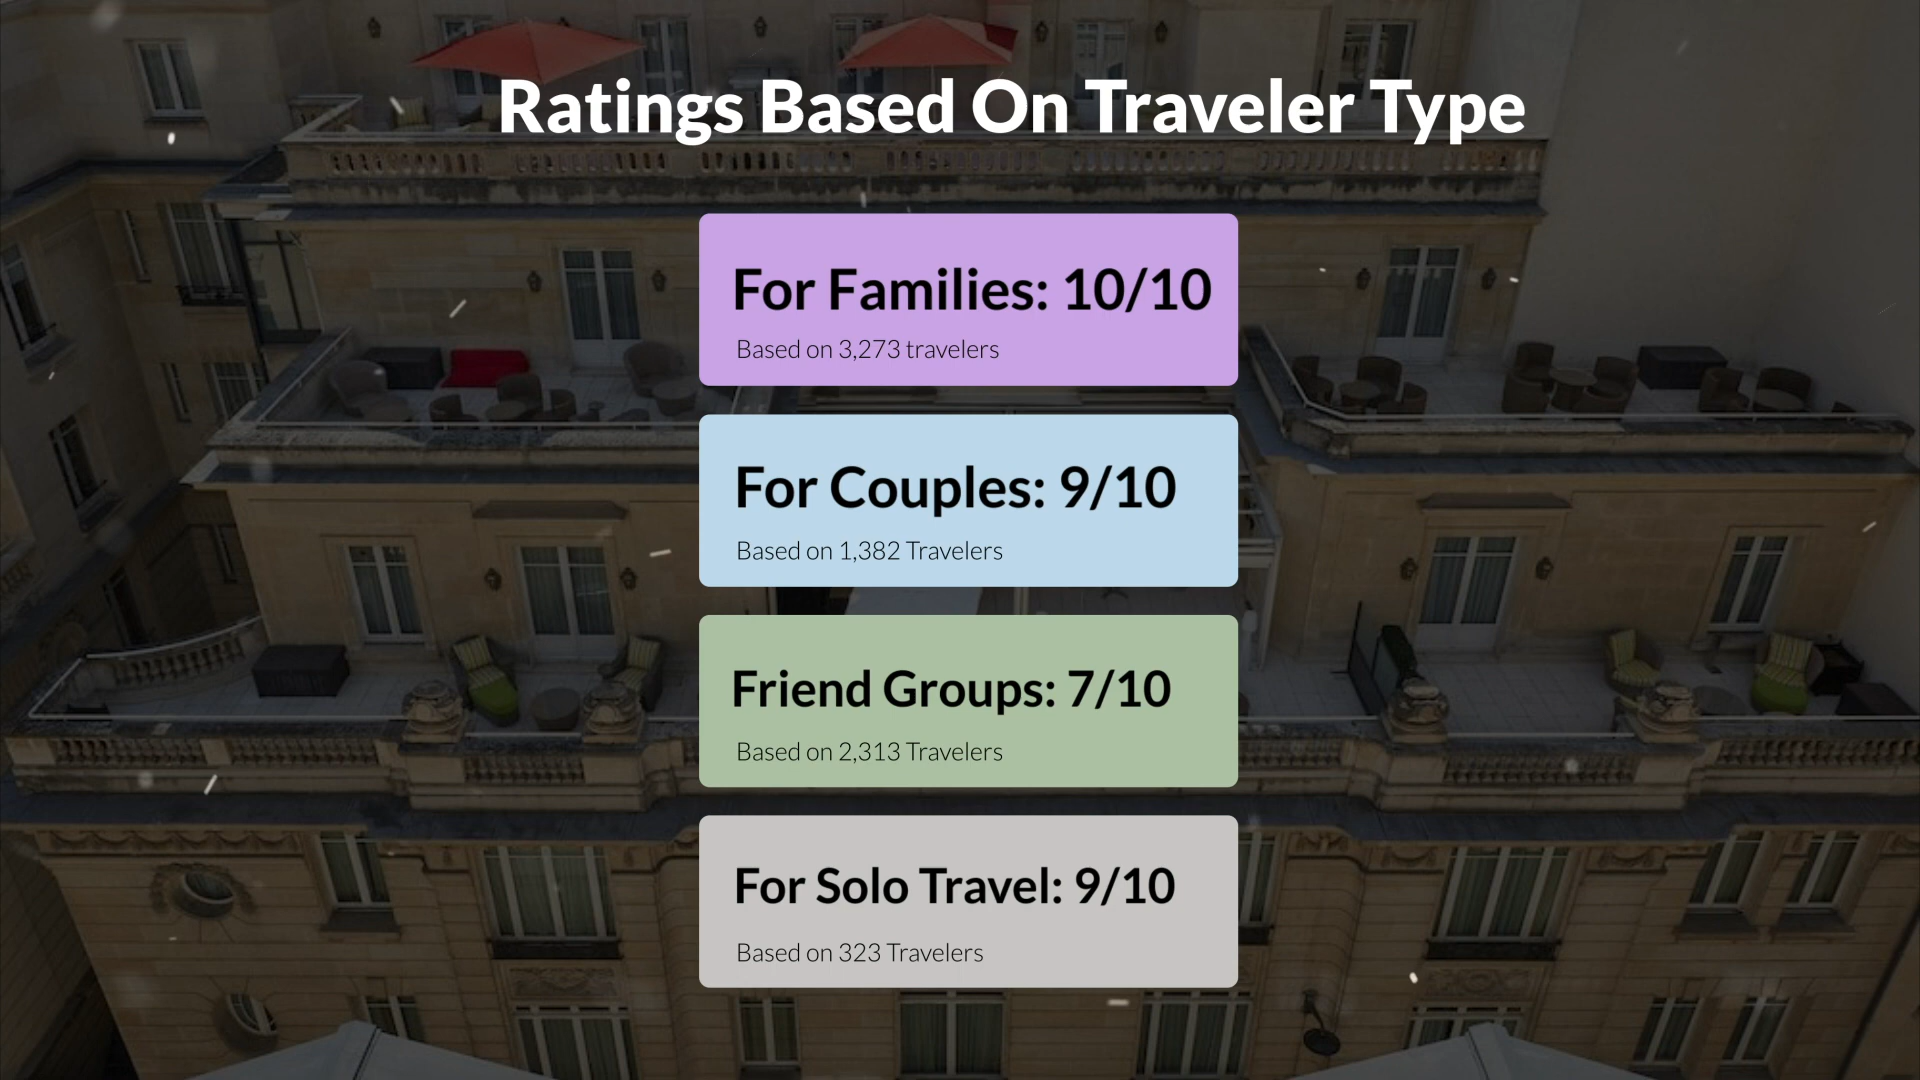 Ratings Based On Traveler Type
For Families: 10/10
Based on 3,273 travelers
For Couples: 9/10
Based on 1,382 Travelers
Friend Groups: 7/10
Based on 2,313 Travelers
For Solo Travel: 9/10
Based on 323 Travelers